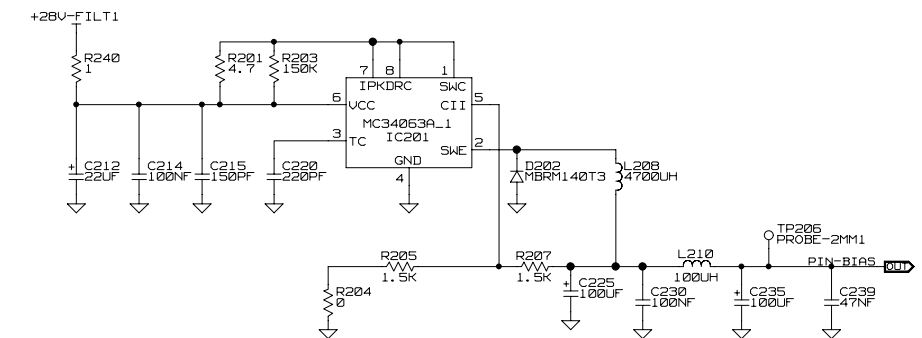 +28V-FILT1
R240
1
R201
4.7
R203
150K
7
8
1
IPK
DRC
SWC
6
VCC
CII
5
MC34063A_1
IC201
3
TC
SWE
2
GND
4
C212
22UF
C214
100NF
C215
150PF
C220
220PF
D202
MBRM140T3
L208
4700UH
TP206
PROBE-2MM1
R205
1.5K
R207
1.5K
L210
100UH
PIN-BIAS
OUT
R204
0
C225
100UF
C230
100NF
C235
100UF
C239
47NF